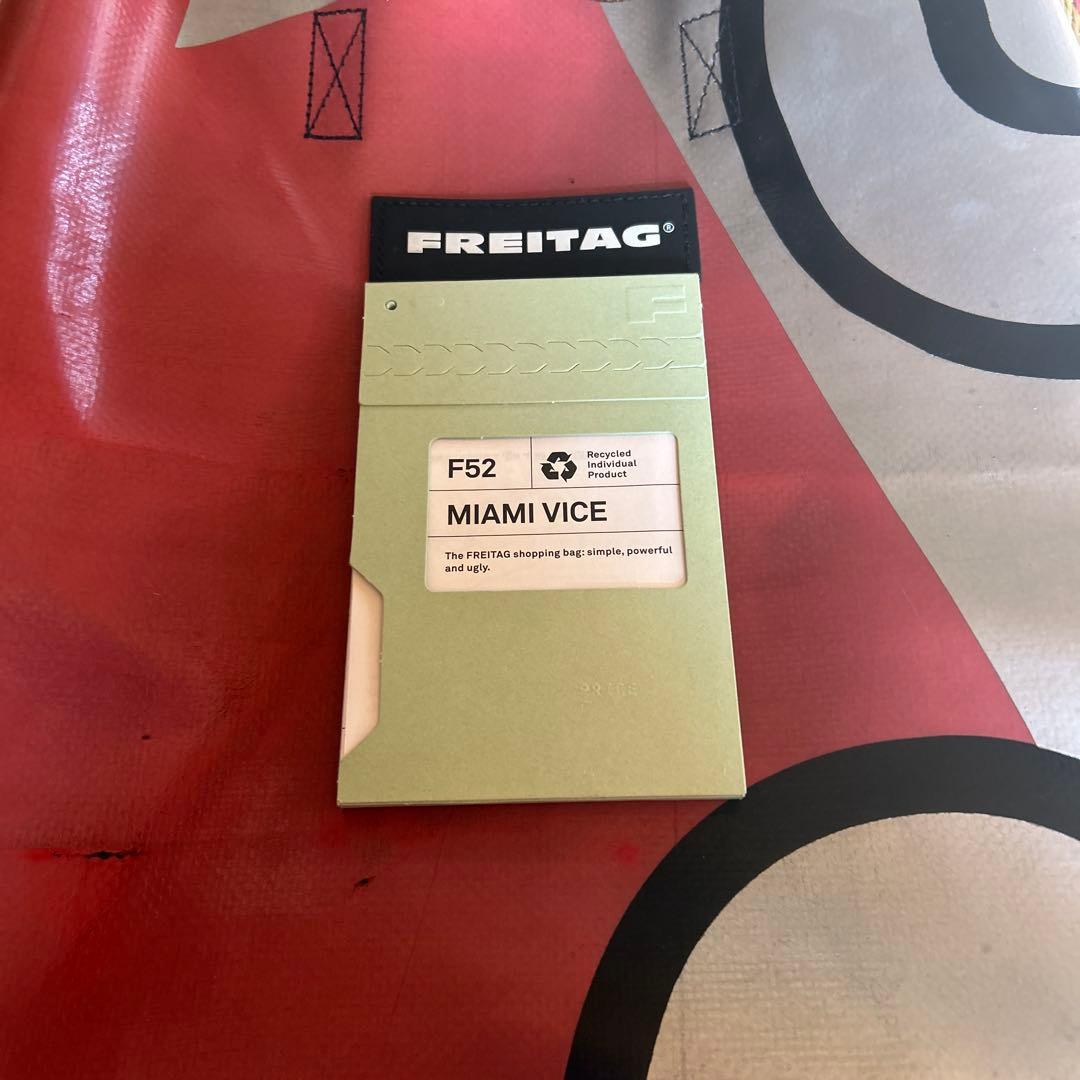 FREITAG®
F
F52
Recycled
Individual
Product
MIAMI VICE
The FREITAG shopping bag: simple, powerful
and ugly.